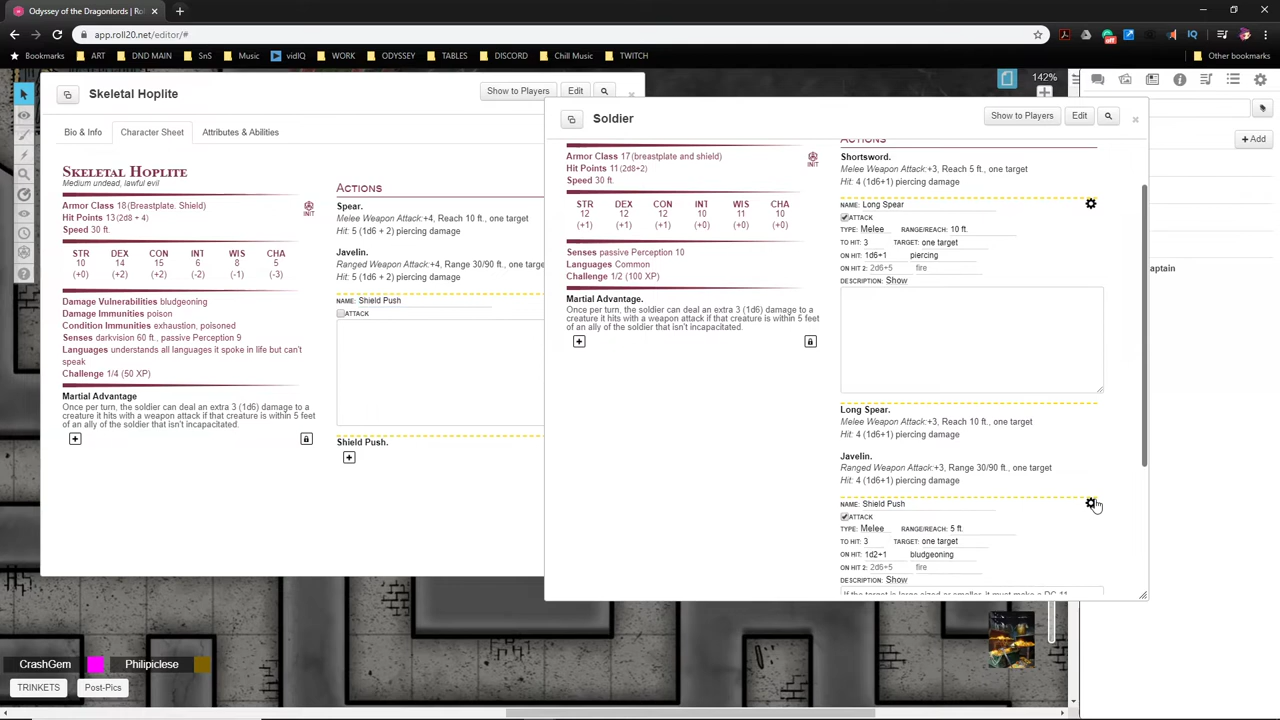 Odyssey of the Dragonlords | Rol
app.roll20.net/editor/#
off
IQ
Bookmarks ART DND MAIN SnS Music vidIQ WORK ODYSSEY TABLES DISCORD Chill Music TWITCH Other bookmarks
Skeletal Hoplite
Show to Players Edit
Bio & Info Character Sheet Attributes & Abilities
Skeletal Hoplite
Medium undead, lawful evil
Armor Class 18(Breastplate. Shield)
Hit Points 13(2d8 + 4)
Speed 30 ft.
INIT
STR DEX CON INT WIS CHA
10 14 15 6 8 5
(+0) (+2) (+2) (-2) (-1) (-3)
Damage Vulnerabilities bludgeoning
Damage Immunities poison
Condition Immunities exhaustion, poisoned
Senses darkvision 60 ft., passive Perception 9
Languages understands all languages it spoke in life but can't
speak
Challenge 1/4 (50 XP)
Martial Advantage
Once per turn, the soldier can deal an extra 3 (1d6) damage to a
creature it hits with a weapon attack if that creature is within 5 feet
of an ally of the soldier that isn't incapacitated.
Actions
Spear.
Melee Weapon Attack:+4, Reach 10 ft., one target
Hit: 5 (1d6 + 2) piercing damage
Javelin.
Ranged Weapon Attack:+4, Range 30/90 ft., one targe
Hit: 5 (1d6 + 2) piercing damage
NAME: Shield Push
ATTACK
Shield Push.
Soldier
Show to Players Edit
Armor Class 17(breastplate and shield)
Hit Points 11(2d8+2)
Speed 30 ft.
INIT
STR DEX CON INT WIS CHA
12 12 12 10 11 10
(+1) (+1) (+1) (+0) (+0) (+0)
Senses passive Perception 10
Languages Common
Challenge 1/2 (100 XP)
Martial Advantage.
Once per turn, the soldier can deal an extra 3 (1d6) damage to a
creature it hits with a weapon attack if that creature is within 5 feet
of an ally of the soldier that isn't incapacitated.
Actions
Shortsword.
Melee Weapon Attack:+3, Reach 5 ft., one target
Hit: 4 (1d6+1) piercing damage
NAME: Long Spear
ATTACK
TYPE: Melee RANGE/REACH: 10 ft.
TO HIT: 3 TARGET: one target
ON HIT: 1d6+1 piercing
ON HIT 2: 2d6+5 fire
DESCRIPTION: Show
Long Spear.
Melee Weapon Attack:+3, Reach 10 ft., one target
Hit: 4 (1d6+1) piercing damage
Javelin.
Ranged Weapon Attack:+3, Range 30/90 ft., one target
Hit: 4 (1d6+1) piercing damage
NAME: Shield Push
ATTACK
TYPE: Melee RANGE/REACH: 5 ft.
TO HIT: 3 TARGET: one target
ON HIT: 1d2+1 bludgeoning
ON HIT 2: 2d6+5 fire
DESCRIPTION: Show
If the target is large sized or smaller, it must make a DC 11
142%
Add
aptain
CrashGem Philipiclese
TRINKETS Post-Pics